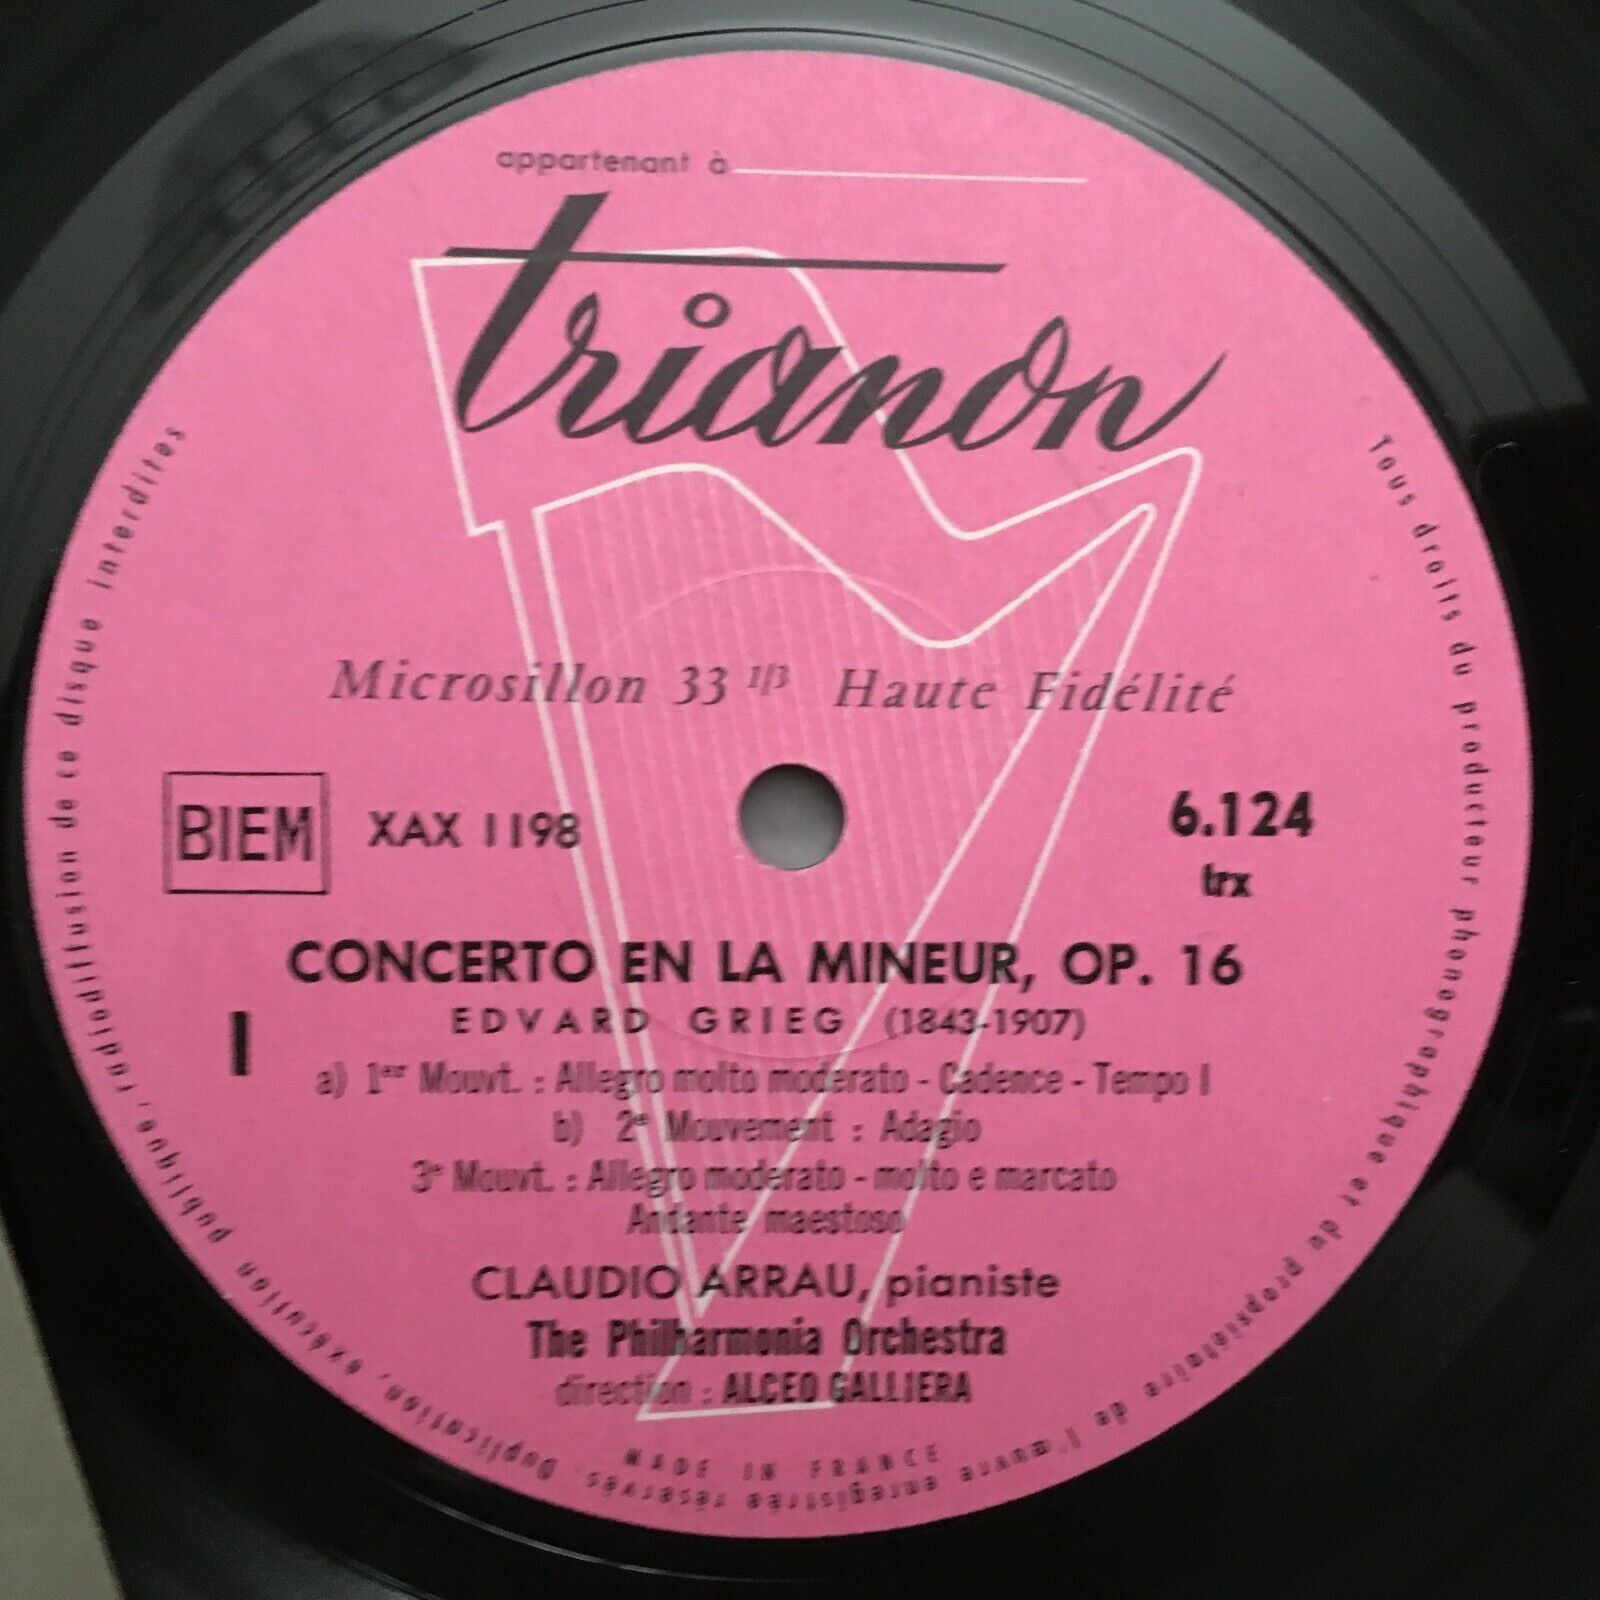 appartenant à
trianon
Microsillon 33 1/3 Haute Fidélité
BIEM XAX 1198
6.124
trx
CONCERTO EN LA MINEUR, OP. 16
I
EDVARD GRIEG (1843-1907)
a) 1er Mouvt. : Allegro molto moderato - Cadence - Tempo I
b) 2e Mouvement : Adagio
3e Mouvt. : Allegro moderato - molto e marcato
Andante maestoso
CLAUDIO ARRAU, pianiste
The Philharmonia Orchestra
direction : ALCEO GALLIERA
MADE IN FRANCE
Tous droits du producteur phonographique et du propriétaire de l'œuvre enregistrée réservés. Duplication, exécution publique, radiodiffusion de ce disque interdites